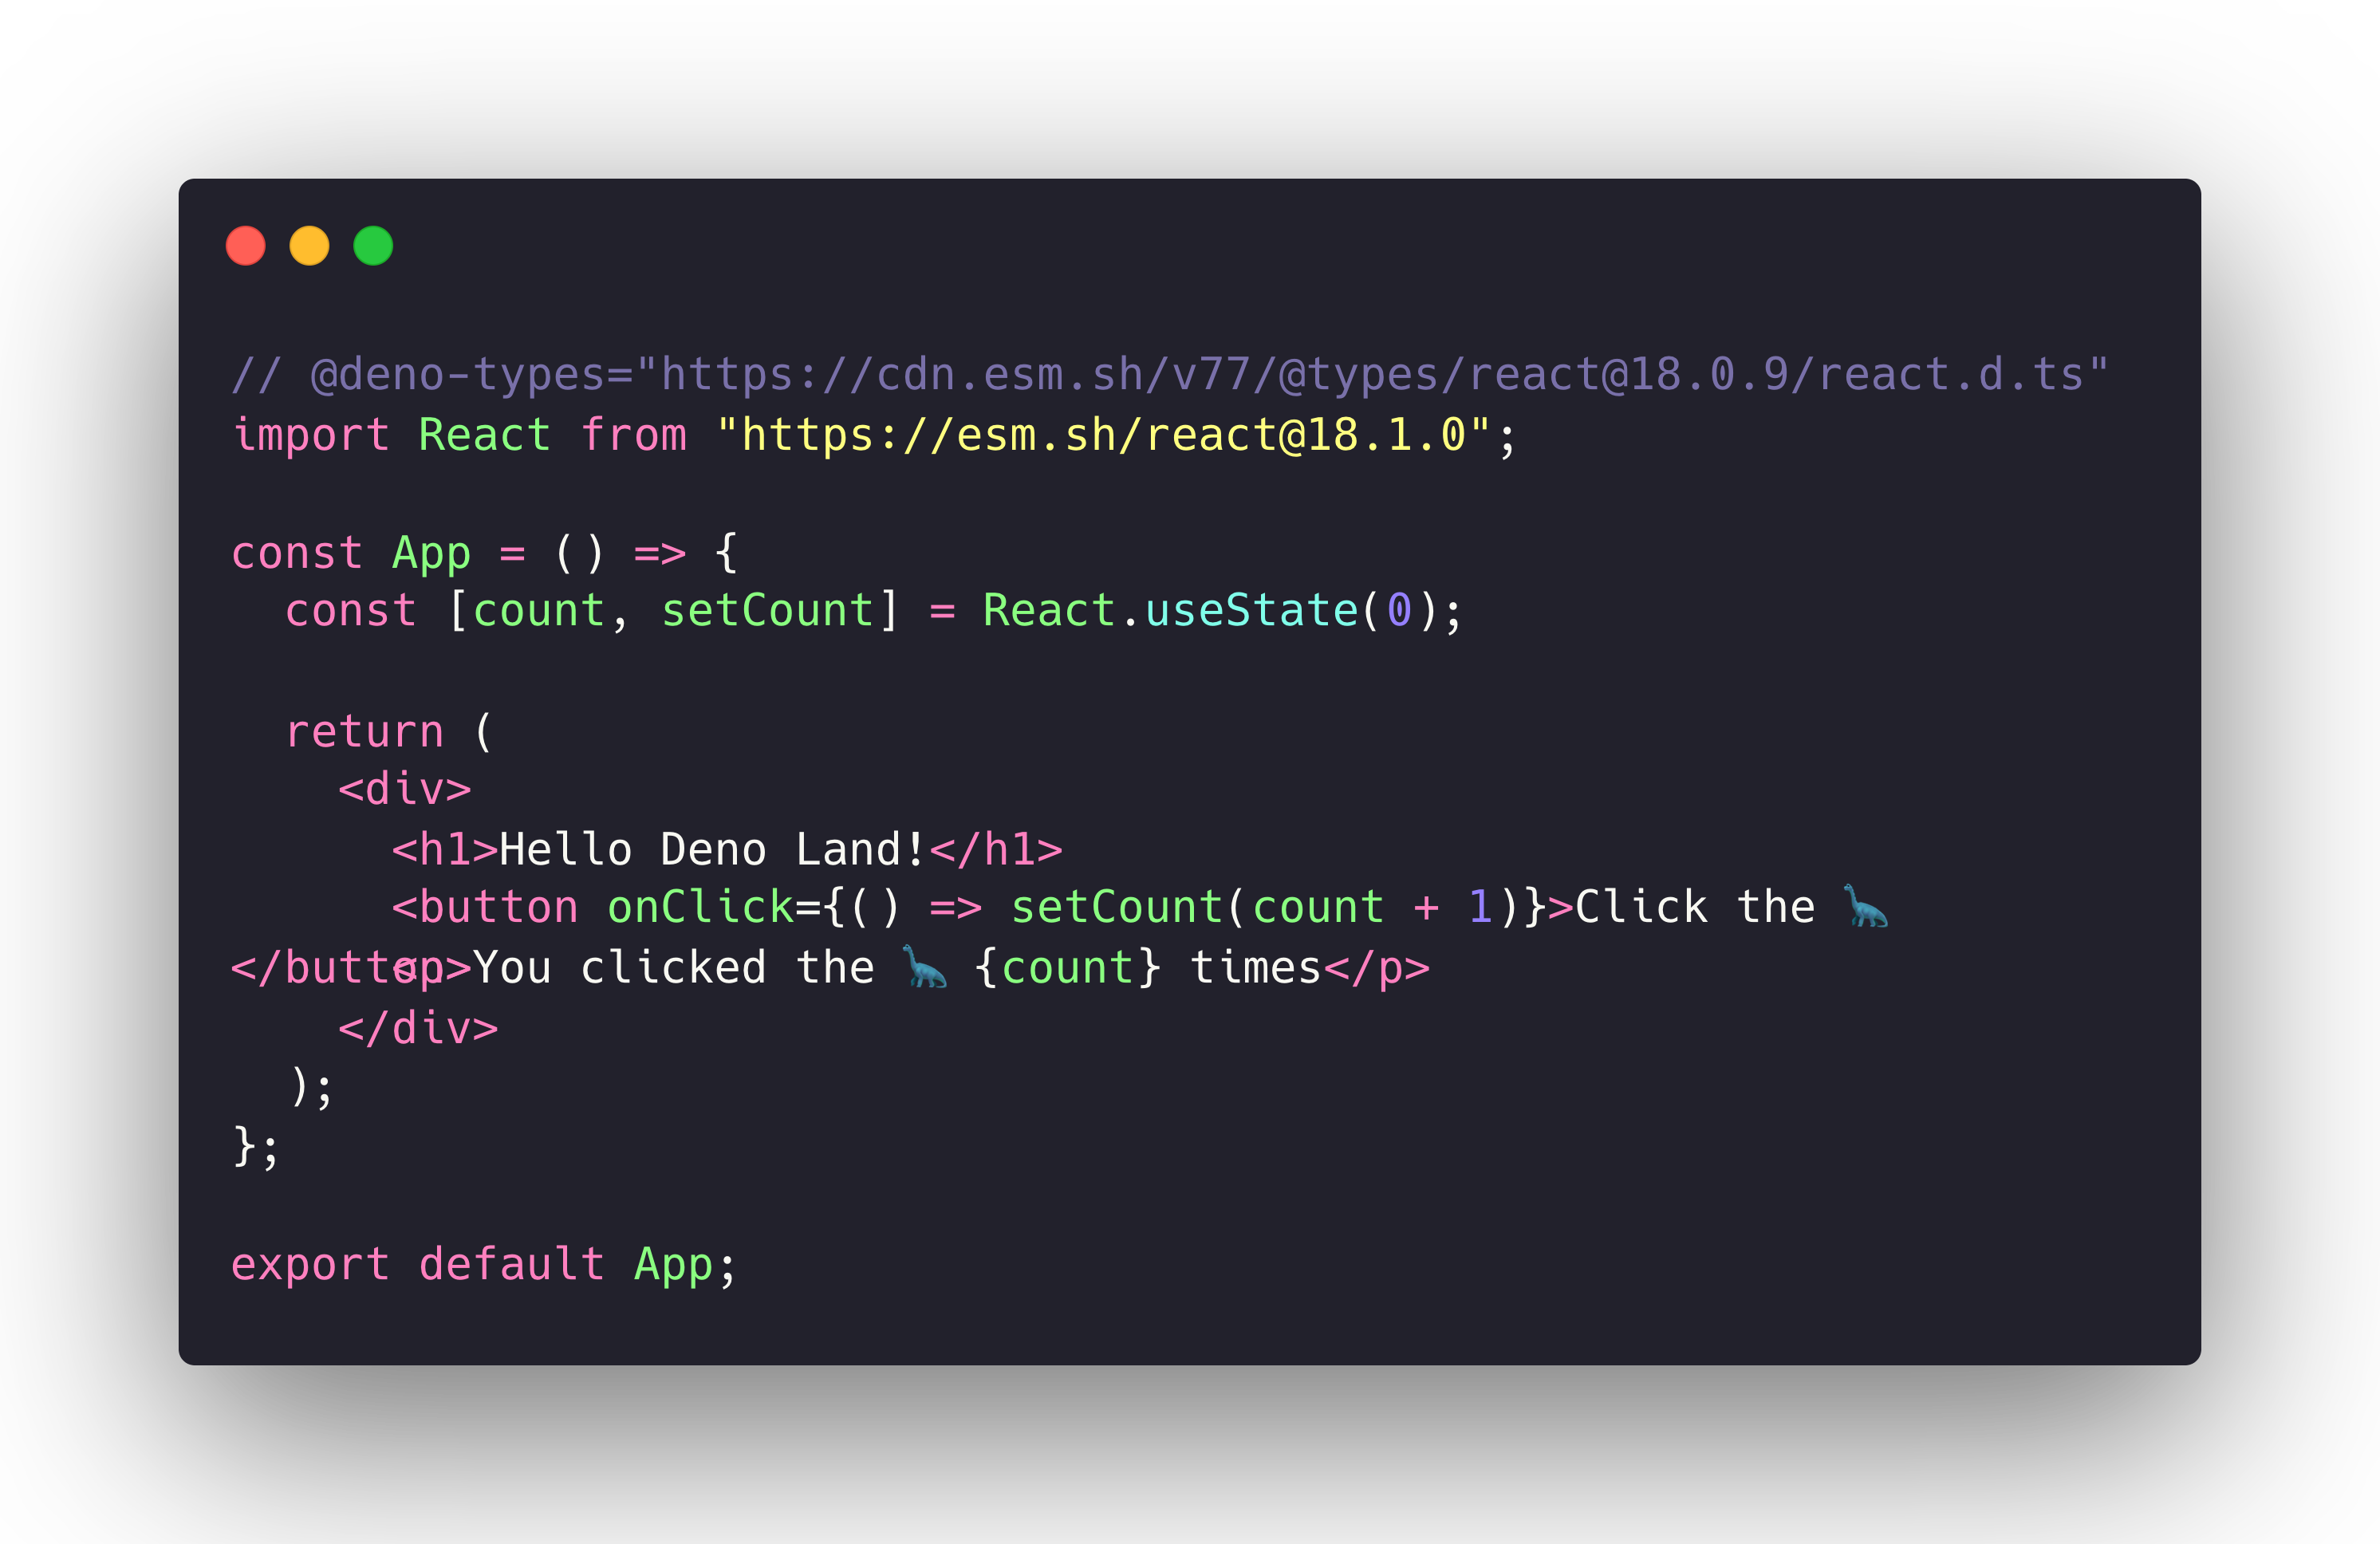 // @deno-types="https://cdn.esm.sh/v77/@types/react@18.0.9/react.d.ts"
import React from "https://esm.sh/react@18.1.0";
const App = () => {
  const [count, setCount] = React.useState(0);
  return (
    <div>
      <h1>Hello Deno Land!</h1>
      <button onClick={() => setCount(count + 1)}>Click the 🦕
</button>
      <p>You clicked the 🦕 {count} times</p>
    </div>
  );
};
export default App;